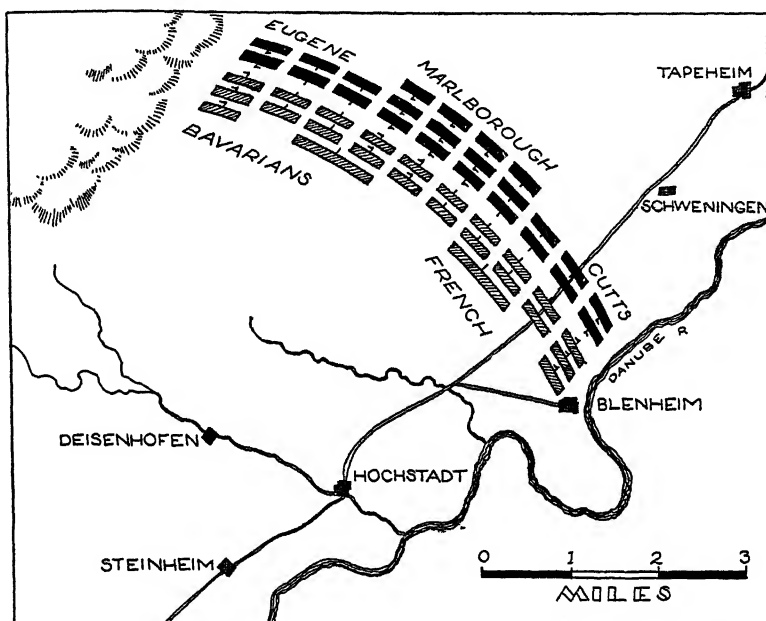 EUGENE
MARLBOROUGH
TAPEHEIM
BAVARIANS
SCHWENINGEN
FRENCH
CUTTS
DANUBE R
BLENHEIM
DEISENHOFEN
HOCHSTADT
STEINHEIM
0 1 2 3
MILES